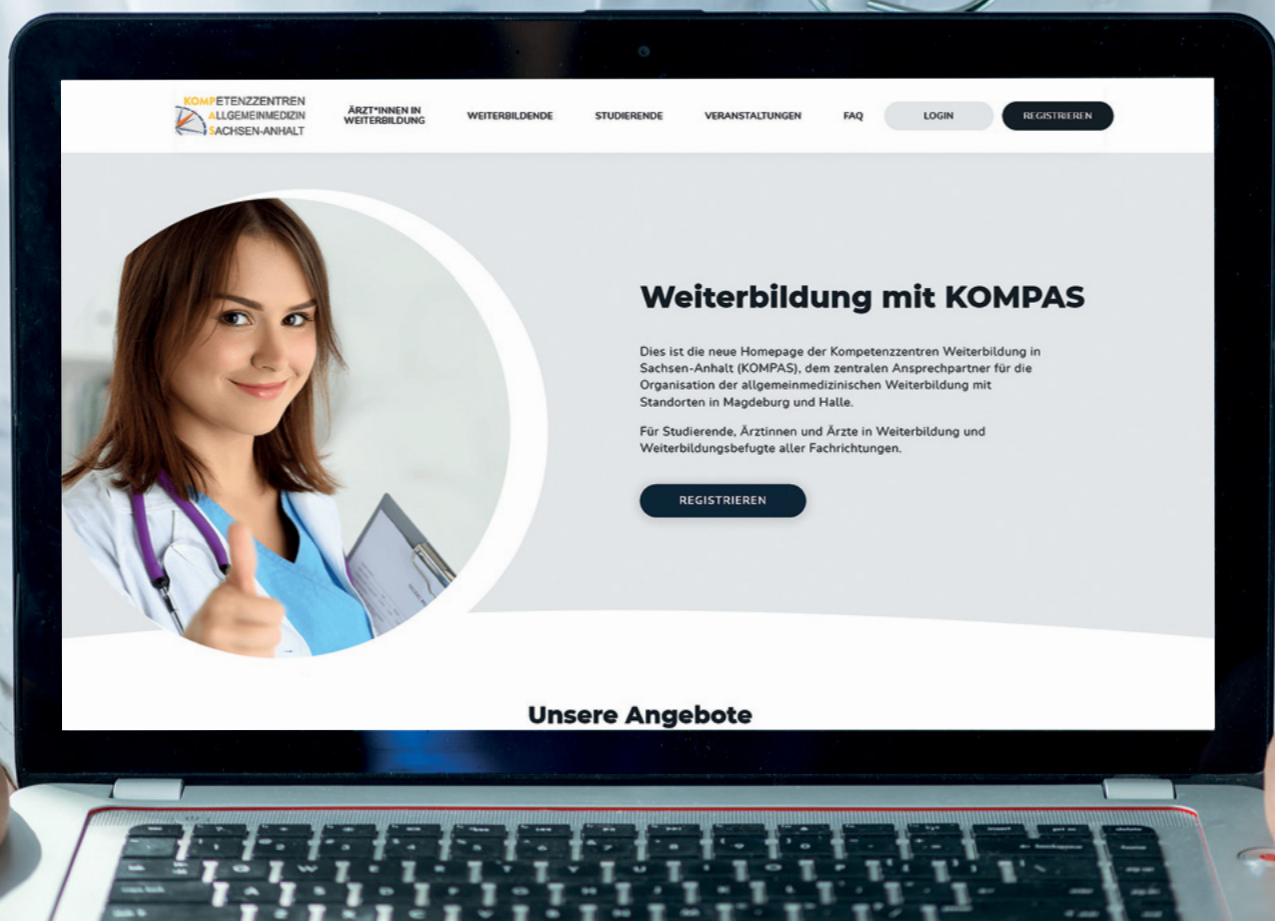 KOMPETENZZENTREN
ALLGEMEINMEDIZIN
SACHSEN-ANHALT
ÄRZT*INNEN IN
WEITERBILDUNG
WEITERBILDENDE
STUDIERENDE
VERANSTALTUNGEN
FAQ
LOGIN
REGISTRIEREN
Weiterbildung mit KOMPAS
Dies ist die neue Homepage der Kompetenzzentren Weiterbildung in
Sachsen-Anhalt (KOMPAS), dem zentralen Ansprechpartner für die
Organisation der allgemeinmedizinischen Weiterbildung mit
Standorten in Magdeburg und Halle.
Für Studierende, Ärztinnen und Ärzte in Weiterbildung und
Weiterbildungsbefugte aller Fachrichtungen.
REGISTRIEREN
Unsere Angebote